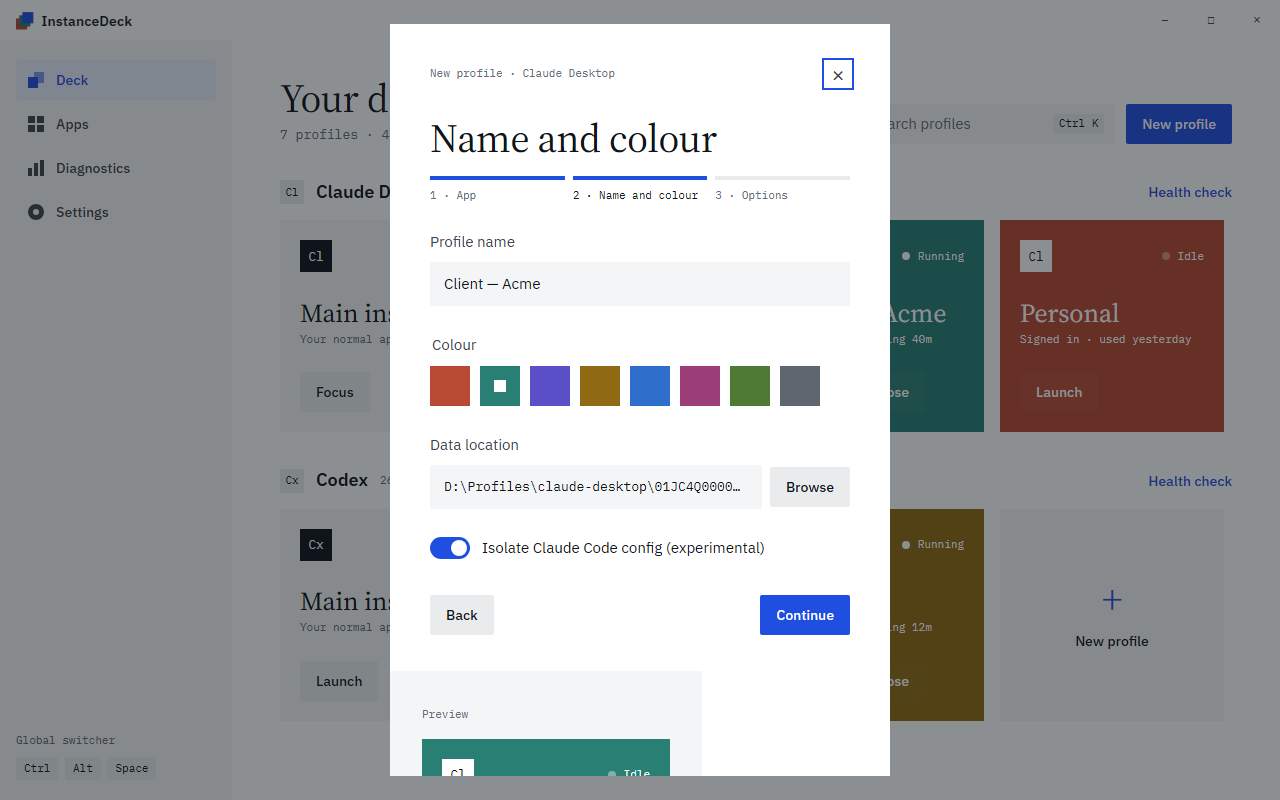 InstanceDeck
Deck
Apps
Diagnostics
Settings
Global switcher
Ctrl Alt Space
Your d
7 profiles · 4
arch profiles Ctrl K
New profile
Cl Claude D
Health check
Cl
Main ins
Your normal ap
Focus
Running
Acme
ng 40m
ose
Cl Idle
Personal
Signed in · used yesterday
Launch
Cx Codex 26
Health check
Cx
Main ins
Your normal ap
Launch
Running
ng 12m
ose
New profile
New profile · Claude Desktop
Name and colour
1 · App 2 · Name and colour 3 · Options
Profile name
Client — Acme
Colour
Data location
D:\Profiles\claude-desktop\01JC4Q0000… Browse
Isolate Claude Code config (experimental)
Back Continue
Preview
Cl Idle